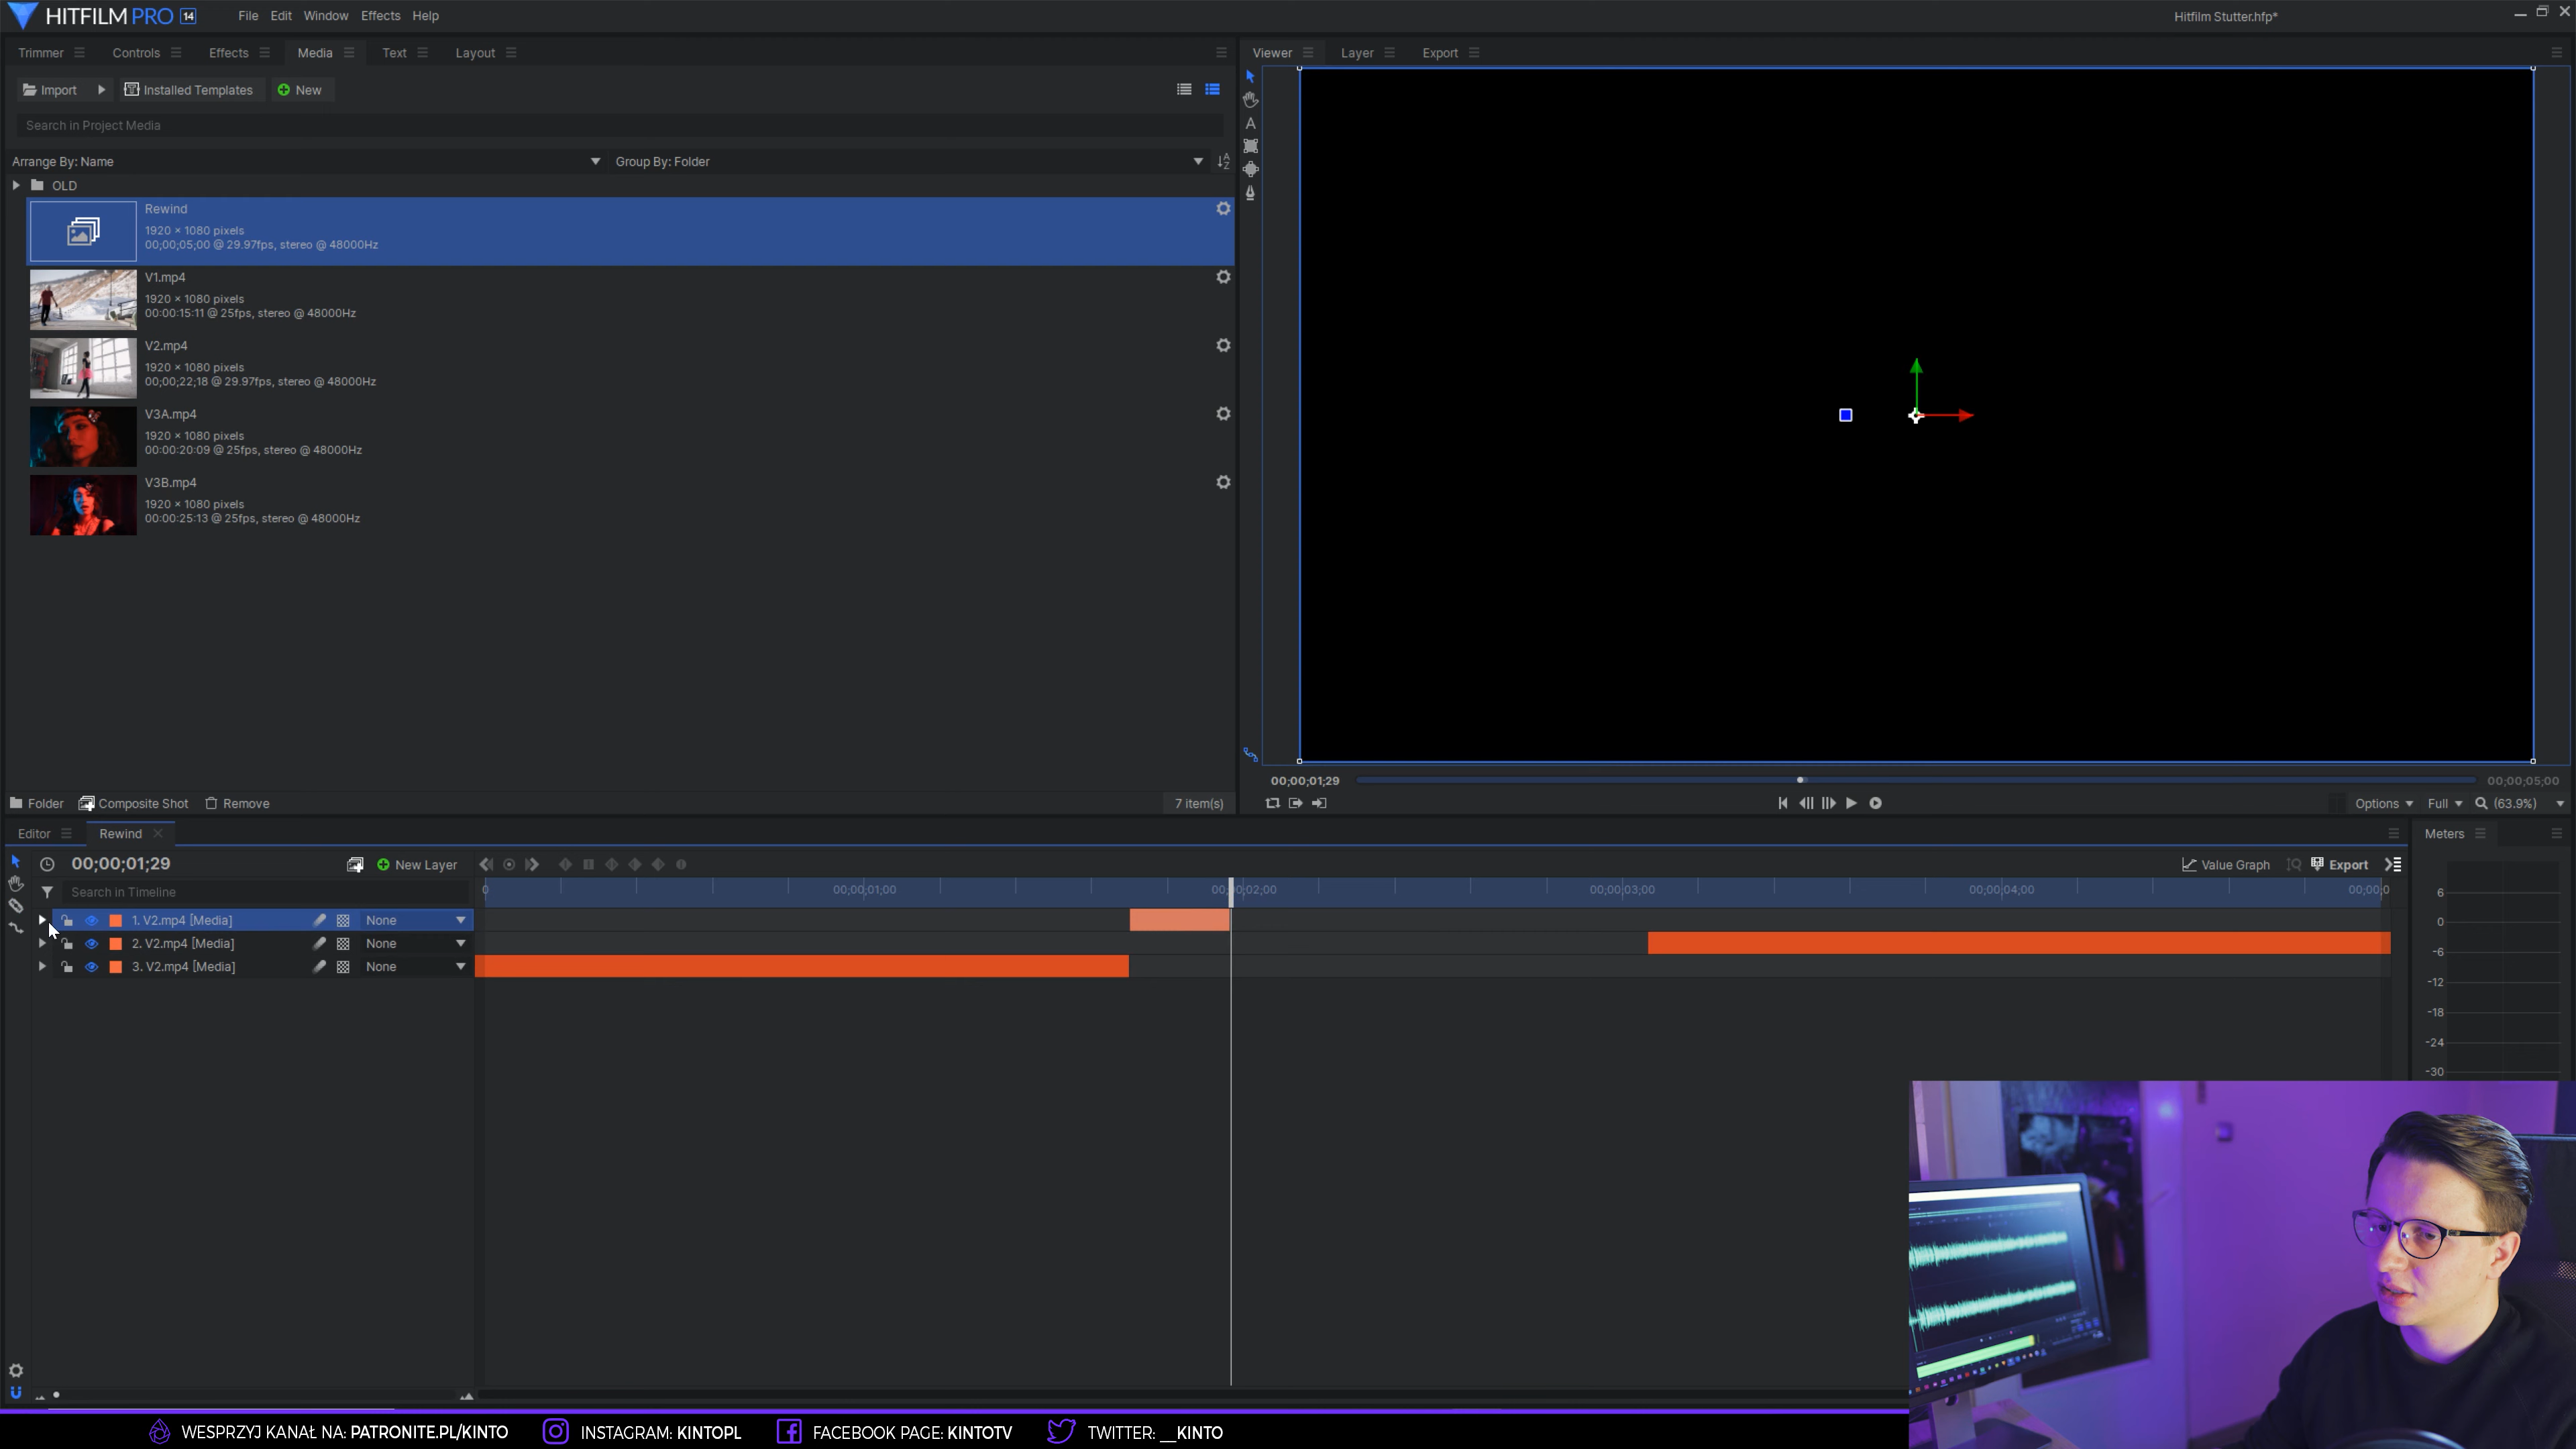 HITFILM PRO 14 File Edit Window Effects Help Hitfilm Stutter.hfp*
Trimmer Controls Effects Media Text Layout Viewer Layer Export
Import Installed Templates New
Search in Project Media
Arrange By: Name Group By: Folder
OLD
Rewind
1920 × 1080 pixels
00;00;05;00 @ 29.97fps, stereo @ 48000Hz
V1.mp4
1920 × 1080 pixels
00:00:15:11 @ 25fps, stereo @ 48000Hz
V2.mp4
1920 × 1080 pixels
00;00;22;18 @ 29.97fps, stereo @ 48000Hz
V3A.mp4
1920 × 1080 pixels
00:00:20:09 @ 25fps, stereo @ 48000Hz
V3B.mp4
1920 × 1080 pixels
00:00:25:13 @ 25fps, stereo @ 48000Hz
00;00;01;29 00;00;05;00
Folder Composite Shot Remove 7 item(s) Options Full (63.9%)
Editor Rewind Meters
00;00;01;29 New Layer Value Graph Export
Search in Timeline 0 00;00;01;00 00;00;02;00 00;00;03;00 00;00;04;00 00;00;0
1. V2.mp4 [Media] None
2. V2.mp4 [Media] None
3. V2.mp4 [Media] None
6
0
-6
-12
-18
-24
-30
WESPRZYJ KANAŁ NA: PATRONITE.PL/KINTO INSTAGRAM: KINTOPL FACEBOOK PAGE: KINTOTV TWITTER: __KINTO